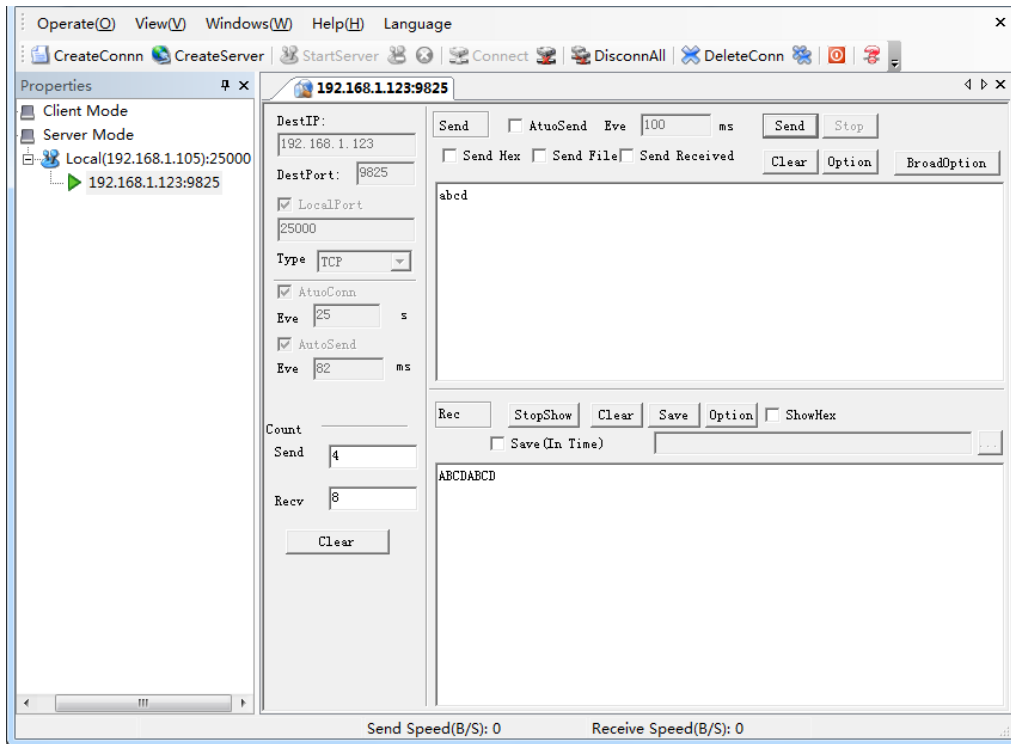 Operate(O) View(V) Windows(W) Help(H) Language
CreateConnn CreateServer StartServer Connect DisconnAll DeleteConn
Properties
Client Mode
Server Mode
Local(192.168.1.105):25000
192.168.1.123:9825
192.168.1.123:9825
DestIP:
192.168.1.123
DestPort: 9825
LocalPort
25000
Type TCP
AtuoConn
Eve 25 s
AutoSend
Eve 82 ms
Count
Send 4
Recv 8
Clear
Send AtuoSend Eve 100 ms Send Stop
Send Hex Send File Send Received Clear Option BroadOption
abcd
Rec StopShow Clear Save Option ShowHex
Save(In Time) ...
ABCDABCD
Send Speed(B/S): 0 Receive Speed(B/S): 0